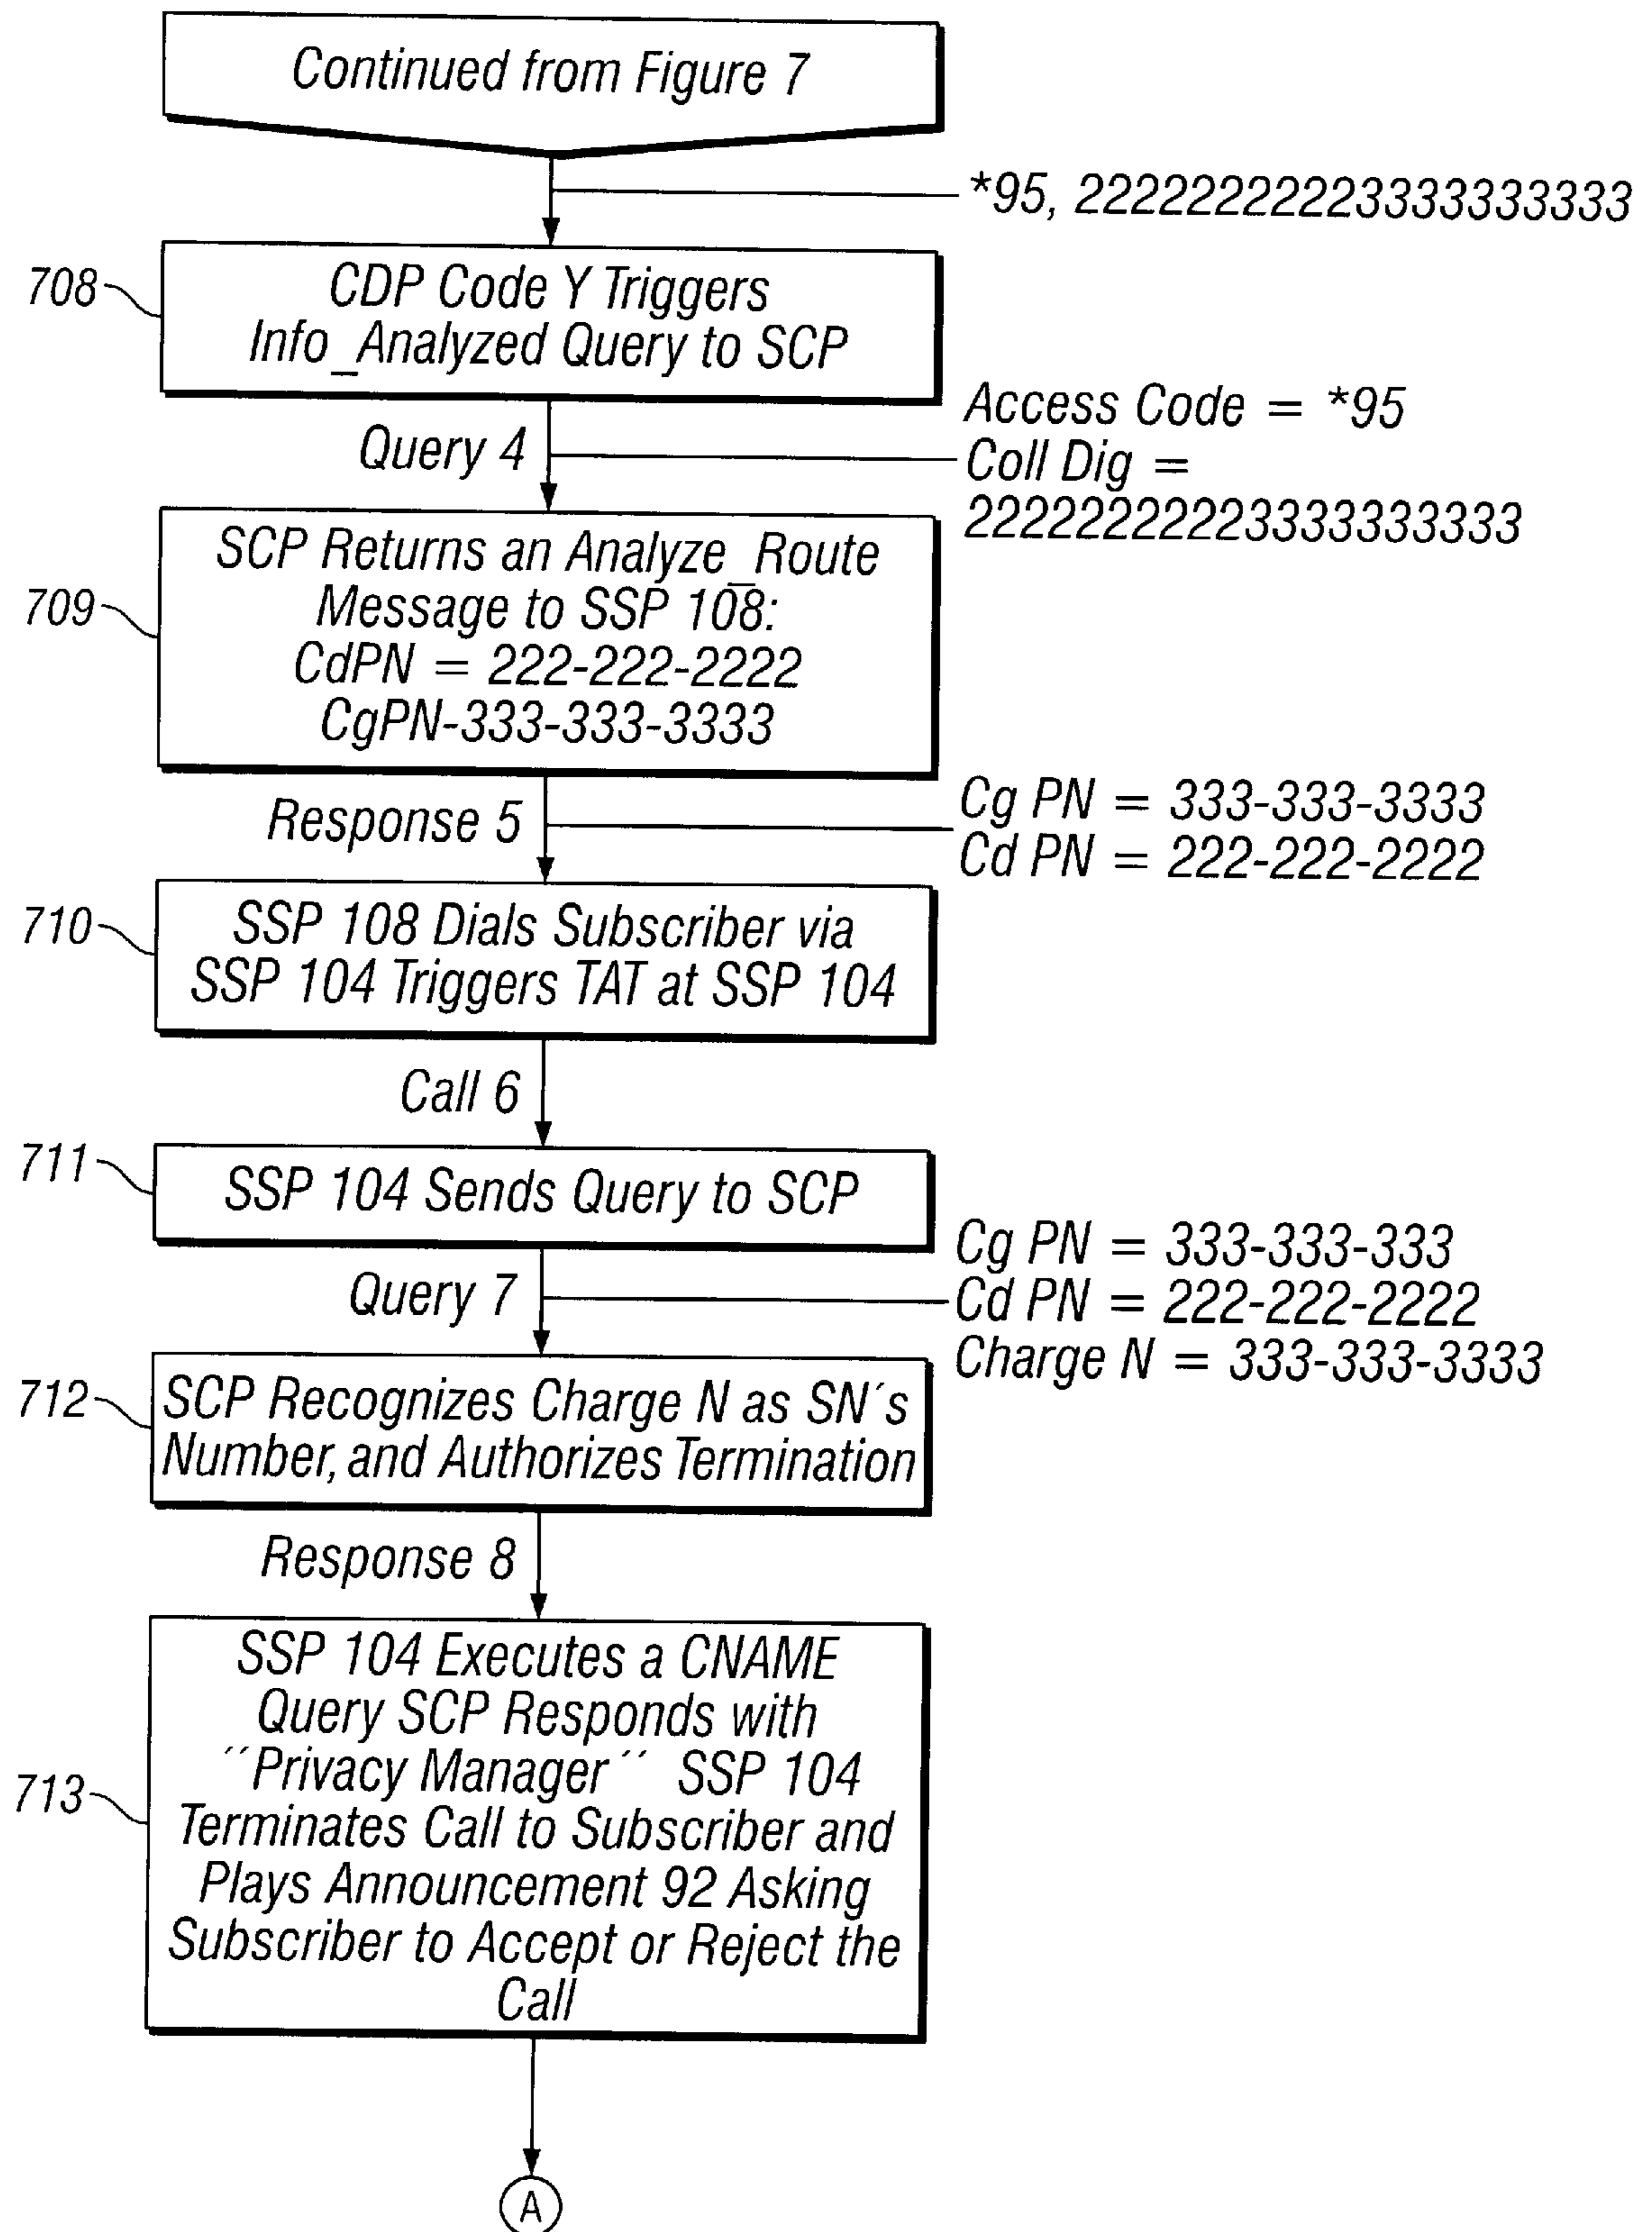 Continued from Figure 7
*95, 22222222223333333333
708
CDP Code Y Triggers
Info_Analyzed Query to SCP
Query 4
Access Code = *95
Coll Dig =
22222222223333333333
709
SCP Returns an Analyze_Route
Message to SSP 108:
CdPN = 222-222-2222
CgPN-333-333-3333
Response 5
Cg PN = 333-333-3333
Cd PN = 222-222-2222
710
SSP 108 Dials Subscriber via
SSP 104 Triggers TAT at SSP 104
Call 6
711
SSP 104 Sends Query to SCP
Query 7
Cg PN = 333-333-333
Cd PN = 222-222-2222
Charge N = 333-333-3333
712
SCP Recognizes Charge N as SN´s
Number, and Authorizes Termination
Response 8
713
SSP 104 Executes a CNAME
Query SCP Responds with
´´Privacy Manager´´ SSP 104
Terminates Call to Subscriber and
Plays Announcement 92 Asking
Subscriber to Accept or Reject the
Call
A